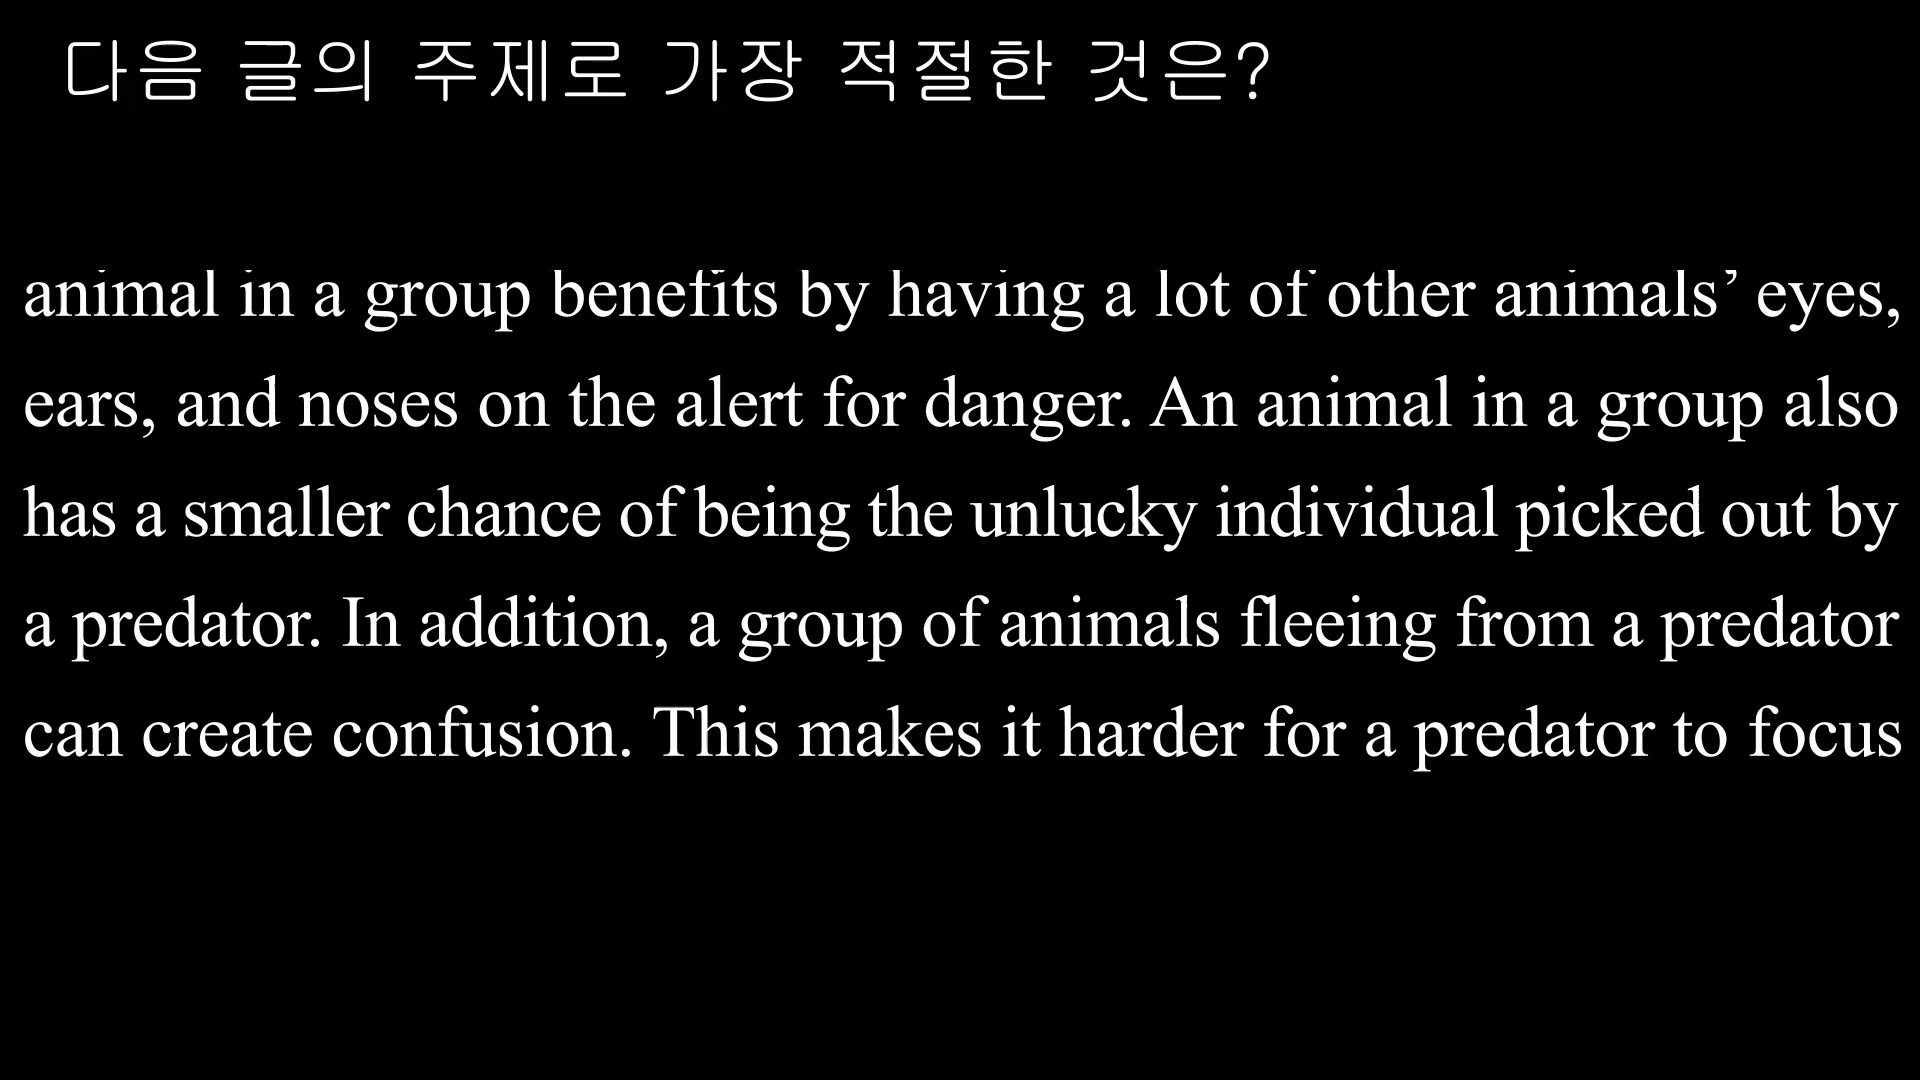 다음 글의 주제로 가장 적절한 것은?
animal in a group benefits by having a lot of other animals’ eyes,
ears, and noses on the alert for danger. An animal in a group also
has a smaller chance of being the unlucky individual picked out by
a predator. In addition, a group of animals fleeing from a predator
can create confusion. This makes it harder for a predator to focus